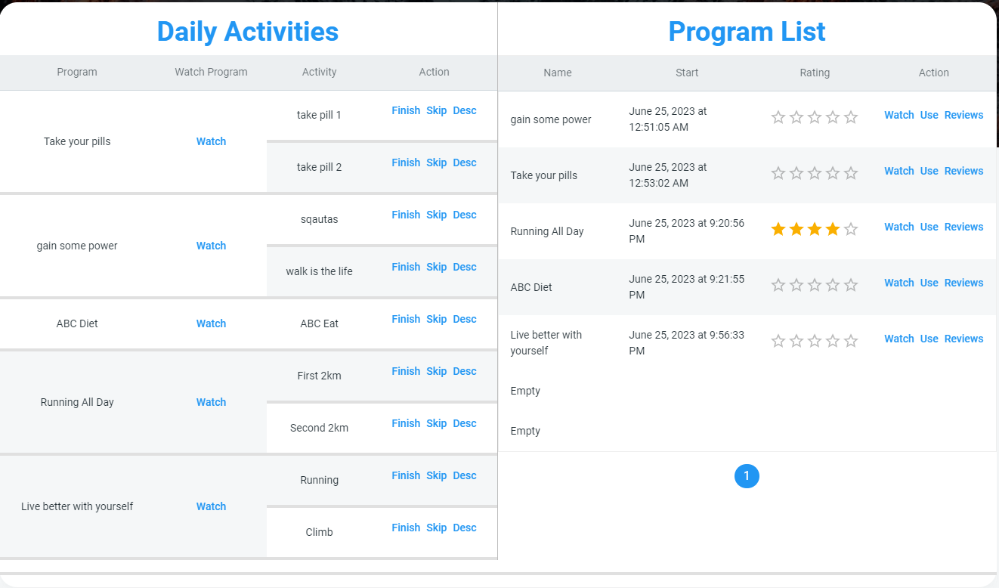 Daily Activities
Program Watch Program Activity Action
Take your pills Watch take pill 1 Finish Skip Desc
take pill 2 Finish Skip Desc
gain some power Watch sqautas Finish Skip Desc
walk is the life Finish Skip Desc
ABC Diet Watch ABC Eat Finish Skip Desc
Running All Day Watch First 2km Finish Skip Desc
Second 2km Finish Skip Desc
Live better with yourself Watch Running Finish Skip Desc
Climb Finish Skip Desc
Program List
Name Start Rating Action
gain some power June 25, 2023 at Watch Use Reviews
12:51:05 AM
Take your pills June 25, 2023 at Watch Use Reviews
12:53:02 AM
Running All Day June 25, 2023 at 9:20:56 Watch Use Reviews
PM
ABC Diet June 25, 2023 at 9:21:55 Watch Use Reviews
PM
Live better with June 25, 2023 at 9:56:33 Watch Use Reviews
yourself PM
Empty
Empty
1